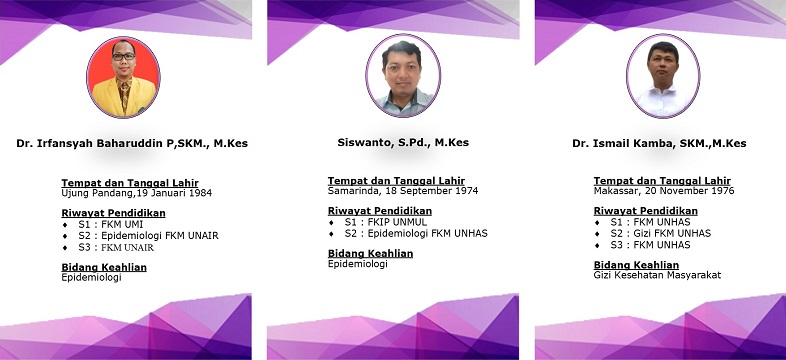 Dr. Irfansyah Baharuddin P,SKM., M.Kes
Tempat dan Tanggal Lahir
Ujung Pandang,19 Januari 1984
Riwayat Pendidikan
♦ S1 : FKM UMI
♦ S2 : Epidemiologi FKM UNAIR
♦ S3 : FKM UNAIR
Bidang Keahlian
Epidemiologi
Siswanto, S.Pd., M.Kes
Tempat dan Tanggal Lahir
Samarinda, 18 September 1974
Riwayat Pendidikan
♦ S1 : FKIP UNMUL
♦ S2 : Epidemiologi FKM UNHAS
Bidang Keahlian
Epidemiologi
Dr. Ismail Kamba, SKM.,M.Kes
Tempat dan Tanggal Lahir
Makassar, 20 November 1976
Riwayat Pendidikan
♦ S1 : FKM UNHAS
♦ S2 : Gizi FKM UNHAS
♦ S3 : FKM UNHAS
Bidang Keahlian
Gizi Kesehatan Masyarakat